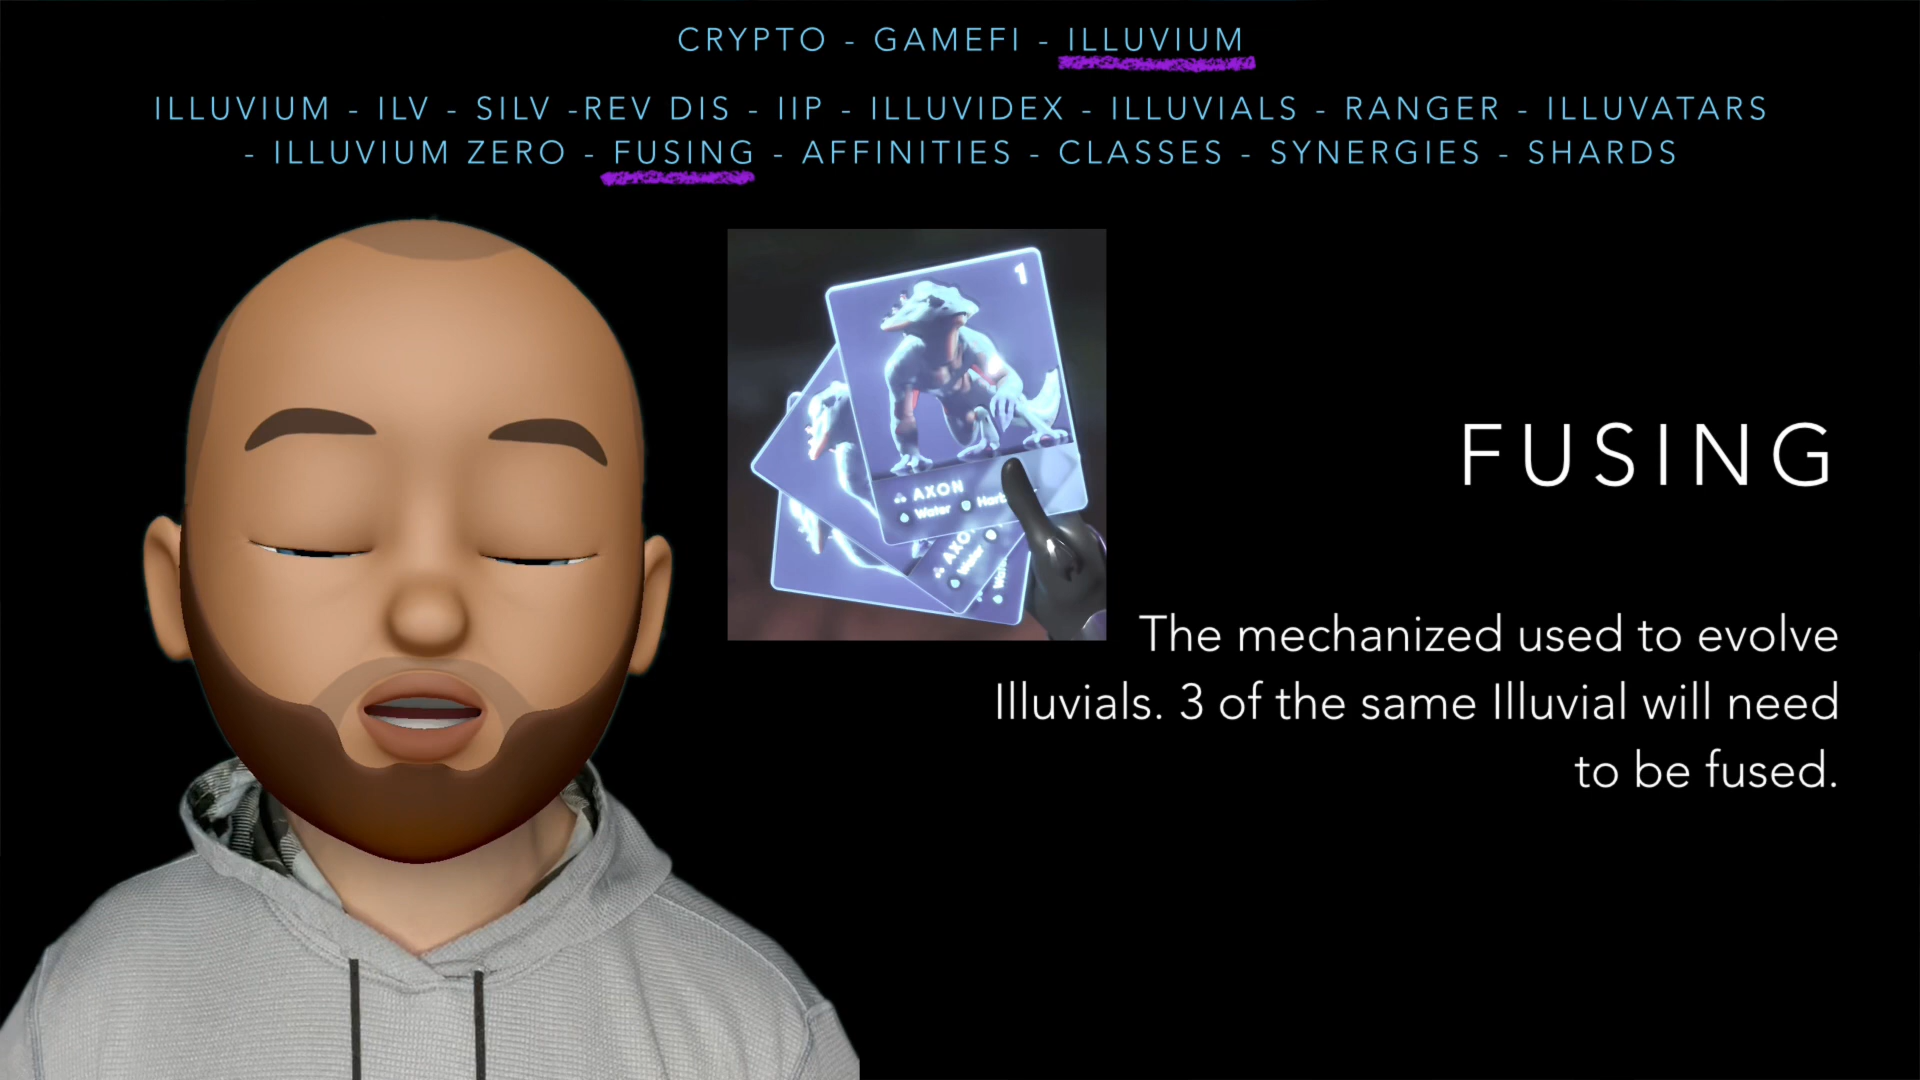 CRYPTO - GAMEFI - ILLUVIUM
ILLUVIUM - ILV - SILV -REV DIS - IIP - ILLUVIDEX - ILLUVIALS - RANGER - ILLUVATARS
- ILLUVIUM ZERO - FUSING - AFFINITIES - CLASSES - SYNERGIES - SHARDS
1
AXON
Water
FUSING
The mechanized used to evolve
Illuvials. 3 of the same Illuvial will need
to be fused.